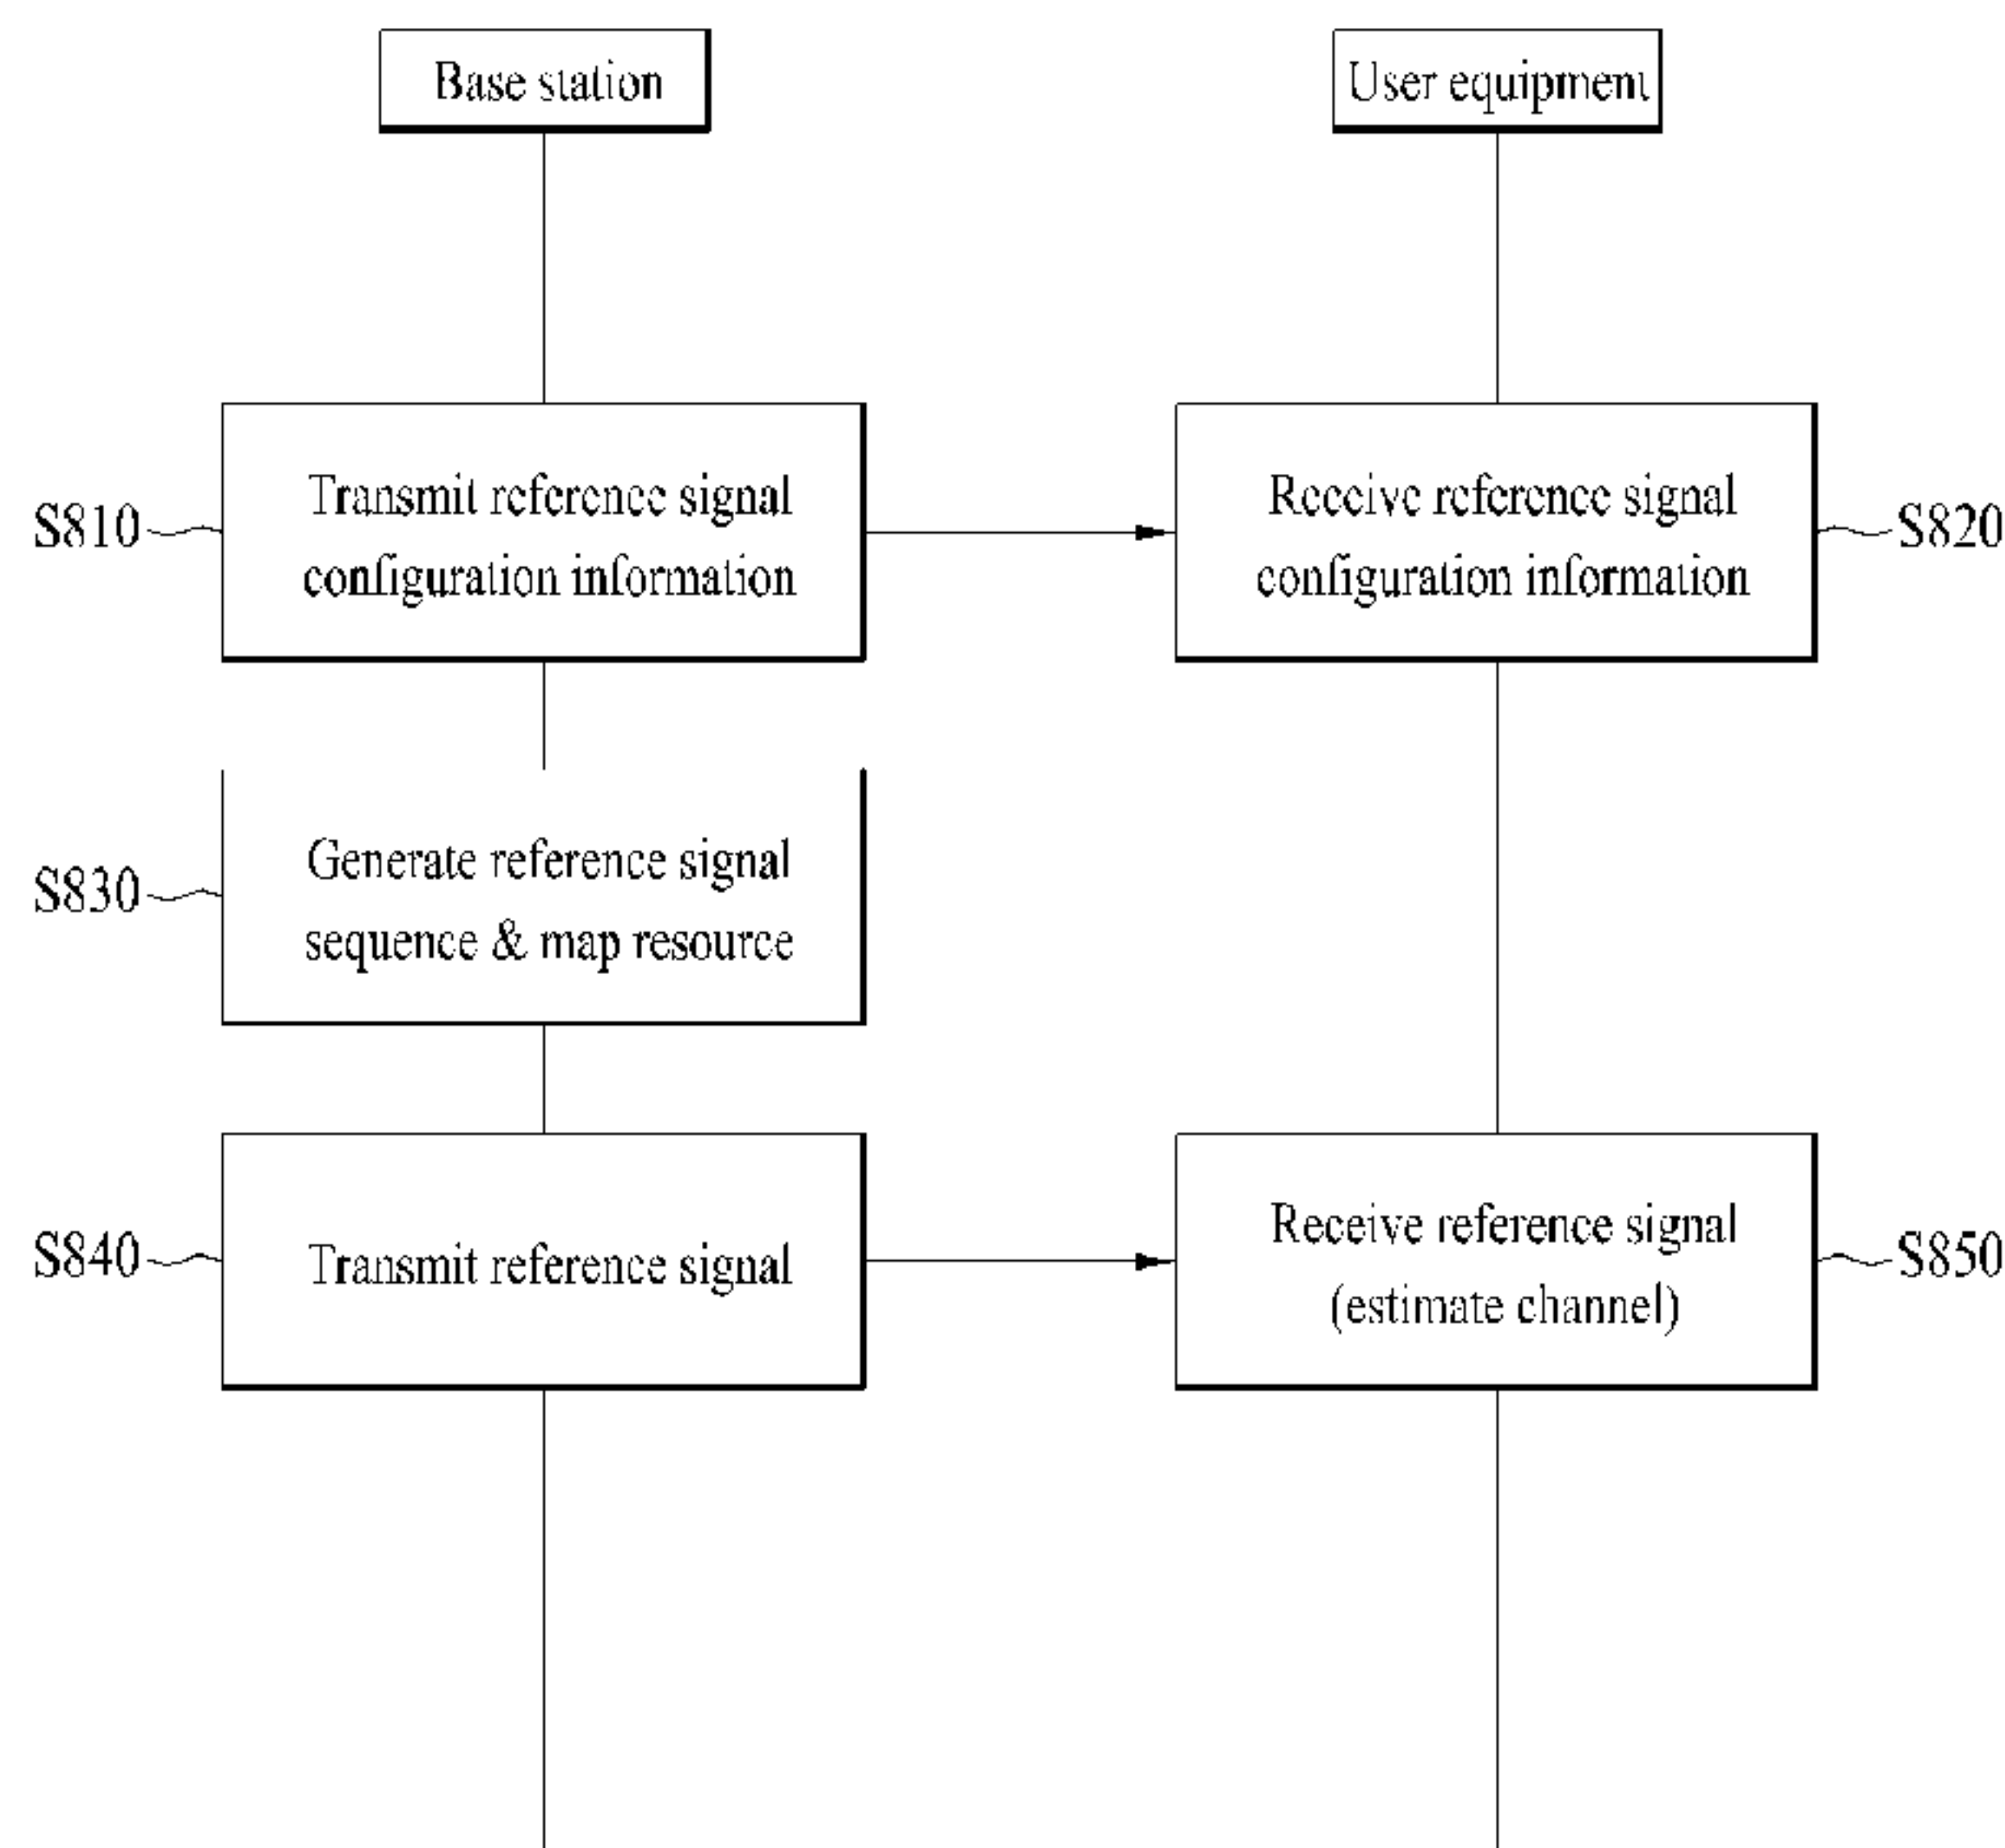 Base station
User equipment
S810
Transmit reference signal
configuration information
Receive reference signal
configuration information
S820
S830
Generate reference signal
sequence & map resource
S840
Transmit reference signal
Receive reference signal
(estimate channel)
S850